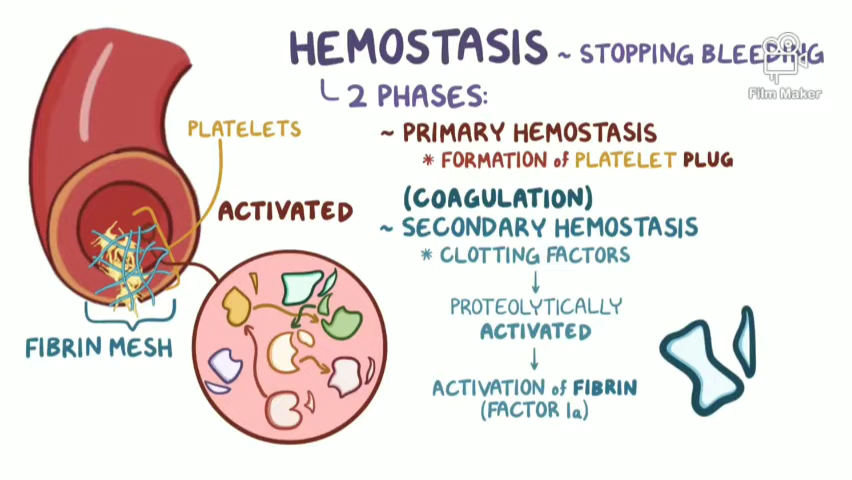 HEMOSTASIS ~ STOPPING BLEEDING
Film Maker
2 PHASES:
PLATELETS
~ PRIMARY HEMOSTASIS
* FORMATION of PLATELET PLUG
ACTIVATED
(COAGULATION)
~ SECONDARY HEMOSTASIS
* CLOTTING FACTORS
PROTEOLYTICALLY
ACTIVATED
FIBRIN MESH
ACTIVATION of FIBRIN
(FACTOR Ia)